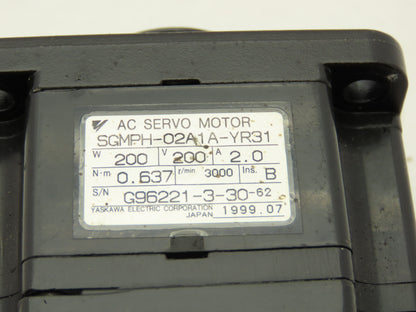 AC SERVO MOTOR
SGMPH-02A1A-YR31
W 200 V 200 A 2.0
N·m 0.637 r/min 3000 Ins. B
S/N G96221-3-30-62
YASKAWA ELECTRIC CORPORATION
JAPAN 1999.07